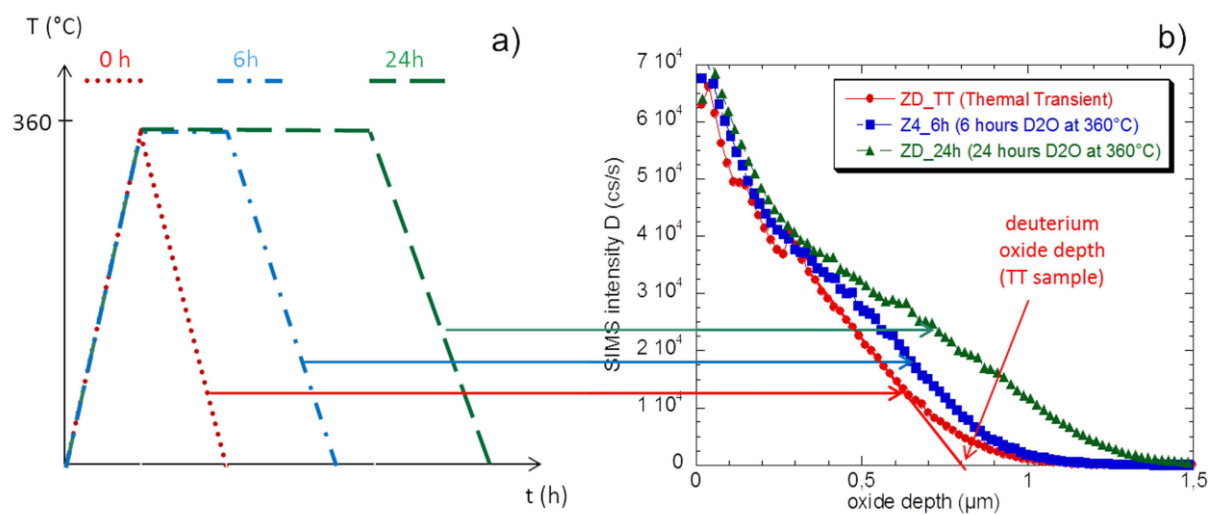 T (°C)
a)
0 h
6h
24h
360
t (h)
b)
7 10⁴
6 10⁴
5 10⁴
4 10⁴
3 10⁴
2 10⁴
1 10⁴
0
SIMS intensity D (cs/s)
ZD_TT (Thermal Transient)
Z4_6h (6 hours D2O at 360°C)
ZD_24h (24 hours D2O at 360°C)
deuterium
oxide depth
(TT sample)
0
0,5
1
1,5
oxide depth (µm)